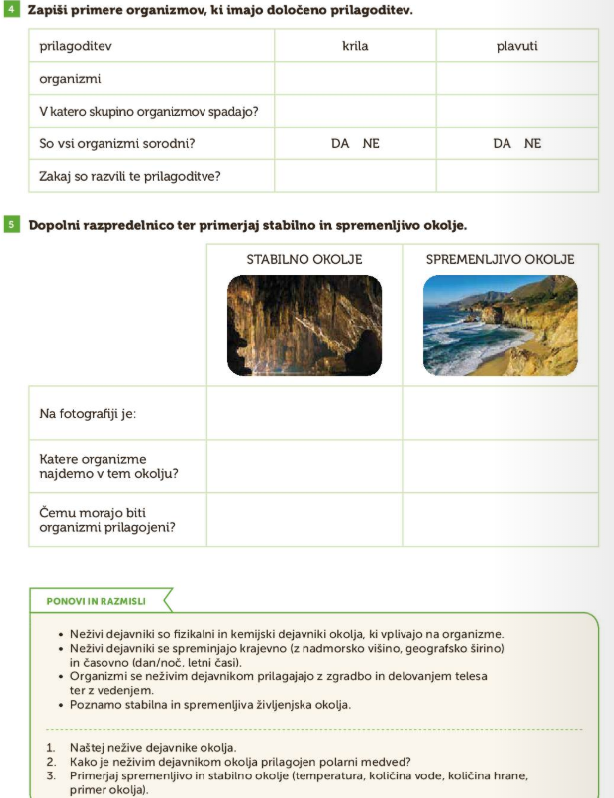 4 Zapiši primere organizmov, ki imajo določeno prilagoditev.
prilagoditev krila plavuti
organizmi
V katero skupino organizmov spadajo?
So vsi organizmi sorodni? DA NE DA NE
Zakaj so razvili te prilagoditve?
5 Dopolni razpredelnico ter primerjaj stabilno in spremenljivo okolje.
STABILNO OKOLJE SPREMENLJIVO OKOLJE
Na fotografiji je:
Katere organizme
najdemo v tem okolju?
Čemu morajo biti
organizmi prilagojeni?
PONOVI IN RAZMISLI
• Neživi dejavniki so fizikalni in kemijski dejavniki okolja, ki vplivajo na organizme.
• Neživi dejavniki se spreminjajo krajevno (z nadmorsko višino, geografsko širino)
in časovno (dan/noč, letni časi).
• Organizmi se neživim dejavnikom prilagajajo z zgradbo in delovanjem telesa
ter z vedenjem.
• Poznamo stabilna in spremenljiva življenjska okolja.
1. Naštej nežive dejavnike okolja.
2. Kako je neživim dejavnikom okolja prilagojen polarni medved?
3. Primerjaj spremenljivo in stabilno okolje (temperatura, količina vode, količina hrane,
primer okolja).